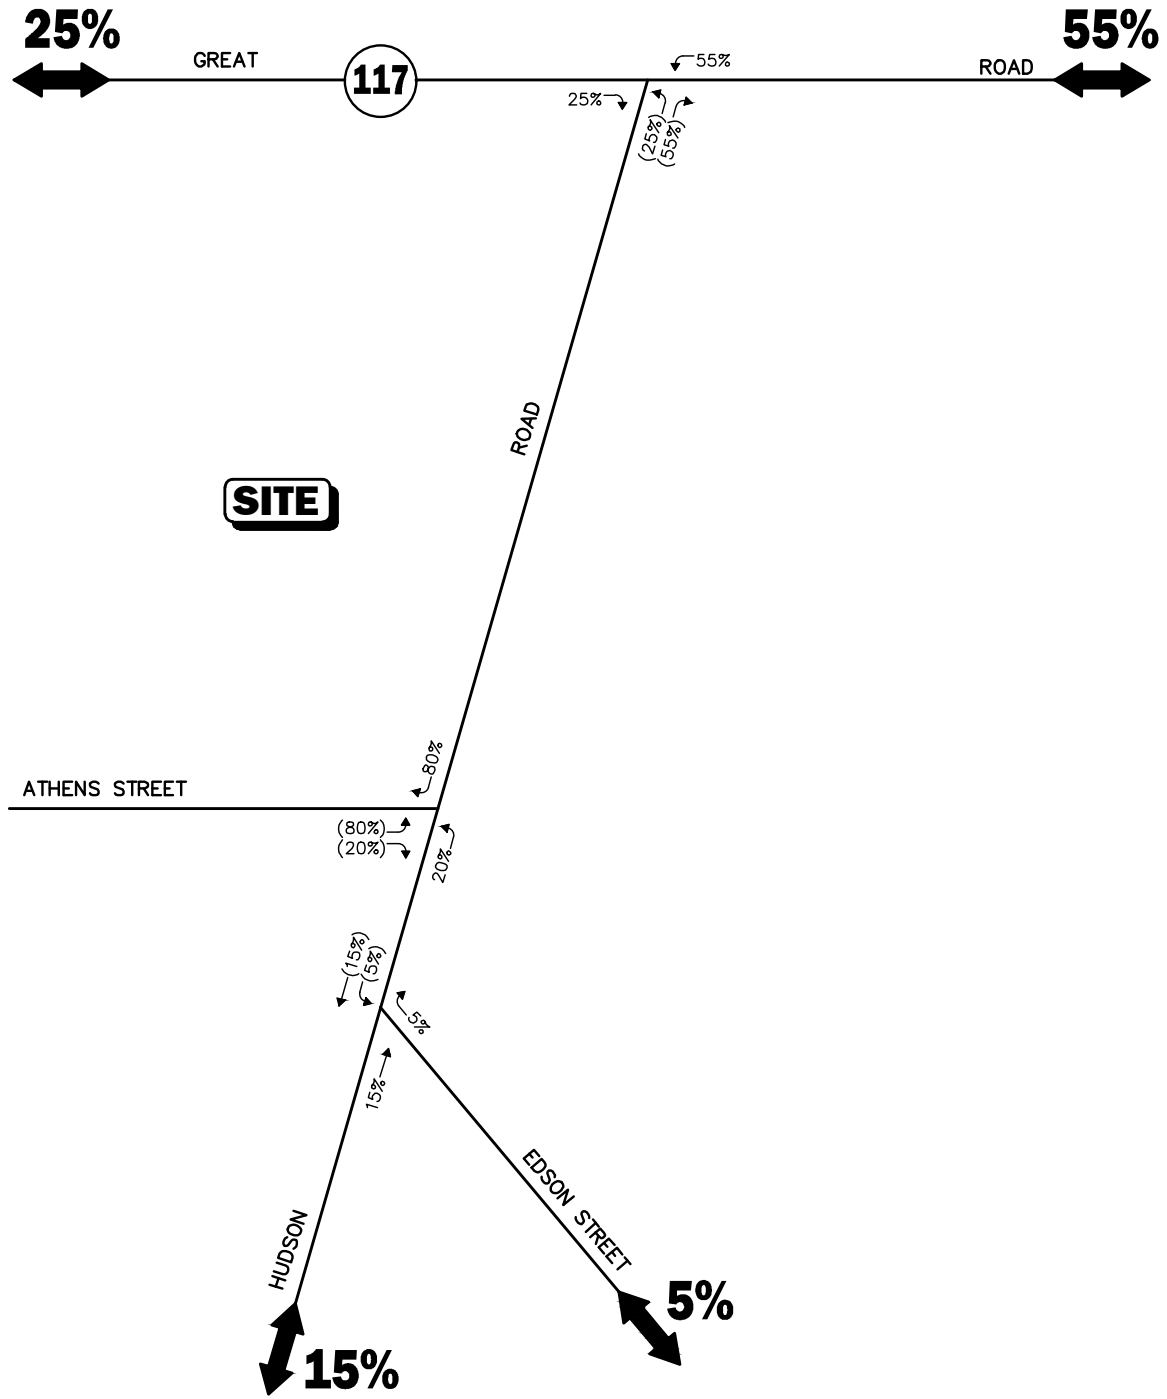 25%
55%
GREAT
117
ROAD
55%
25%
(25%)
(55%)
ROAD
SITE
80%
ATHENS STREET
(80%)
(20%)
20%
(15%)
(5%)
5%
15%
EDSON STREET
HUDSON
5%
15%